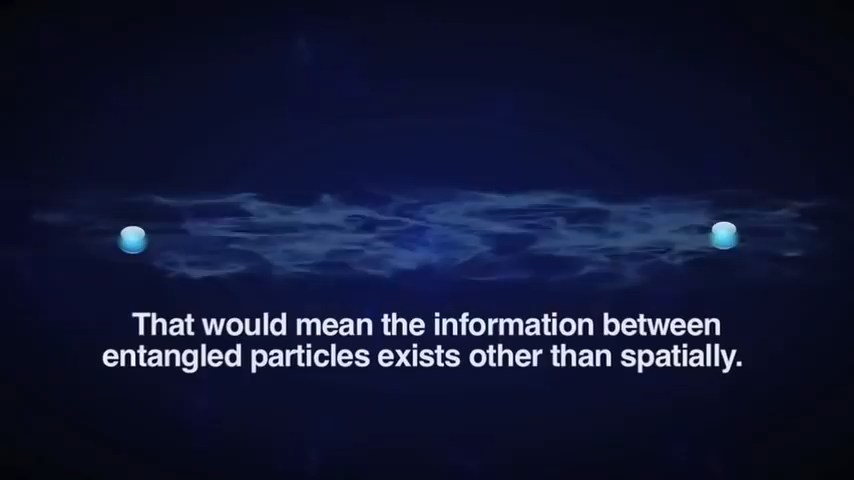 That would mean the information between
entangled particles exists other than spatially.